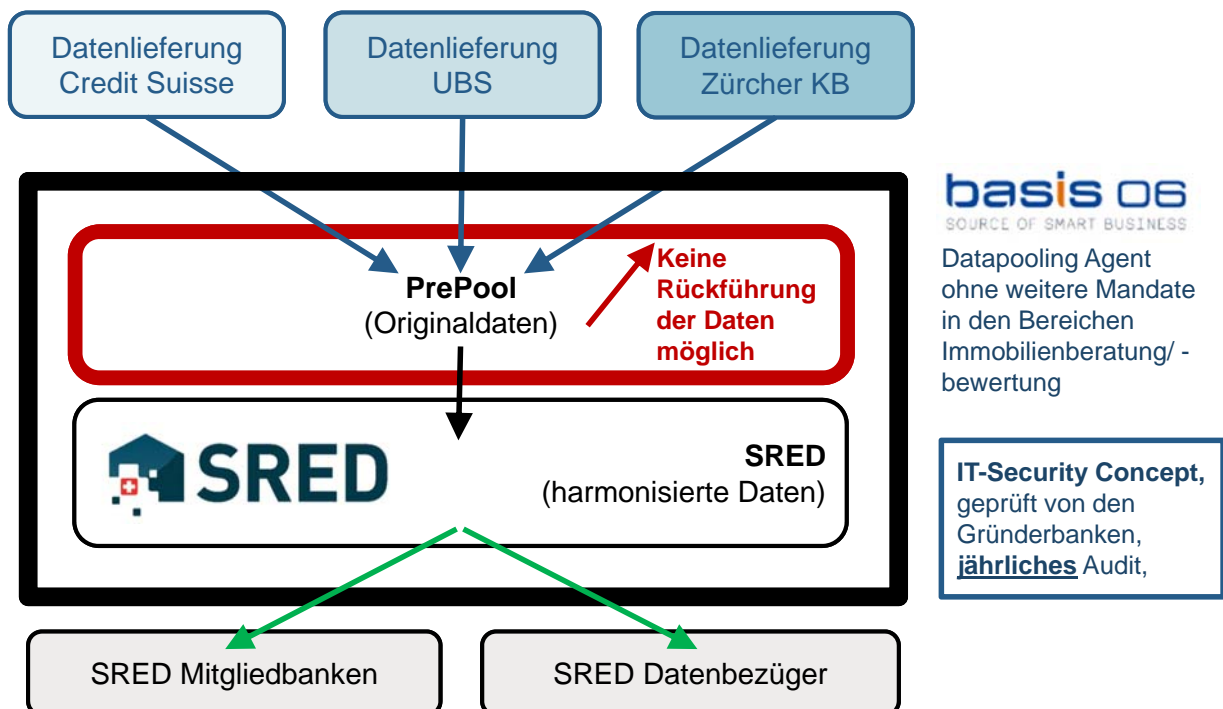 Datenlieferung
Credit Suisse
Datenlieferung
UBS
Datenlieferung
Zürcher KB
basis 06
SOURCE OF SMART BUSINESS
Datapooling Agent
ohne weitere Mandate
in den Bereichen
Immobilienberatung/ -
bewertung
PrePool
(Originaldaten)
Keine
Rückführung
der Daten
möglich
SRED
SRED
(harmonisierte Daten)
IT-Security Concept,
geprüft von den
Gründerbanken,
jährliches Audit,
SRED Mitgliedbanken
SRED Datenbezüger